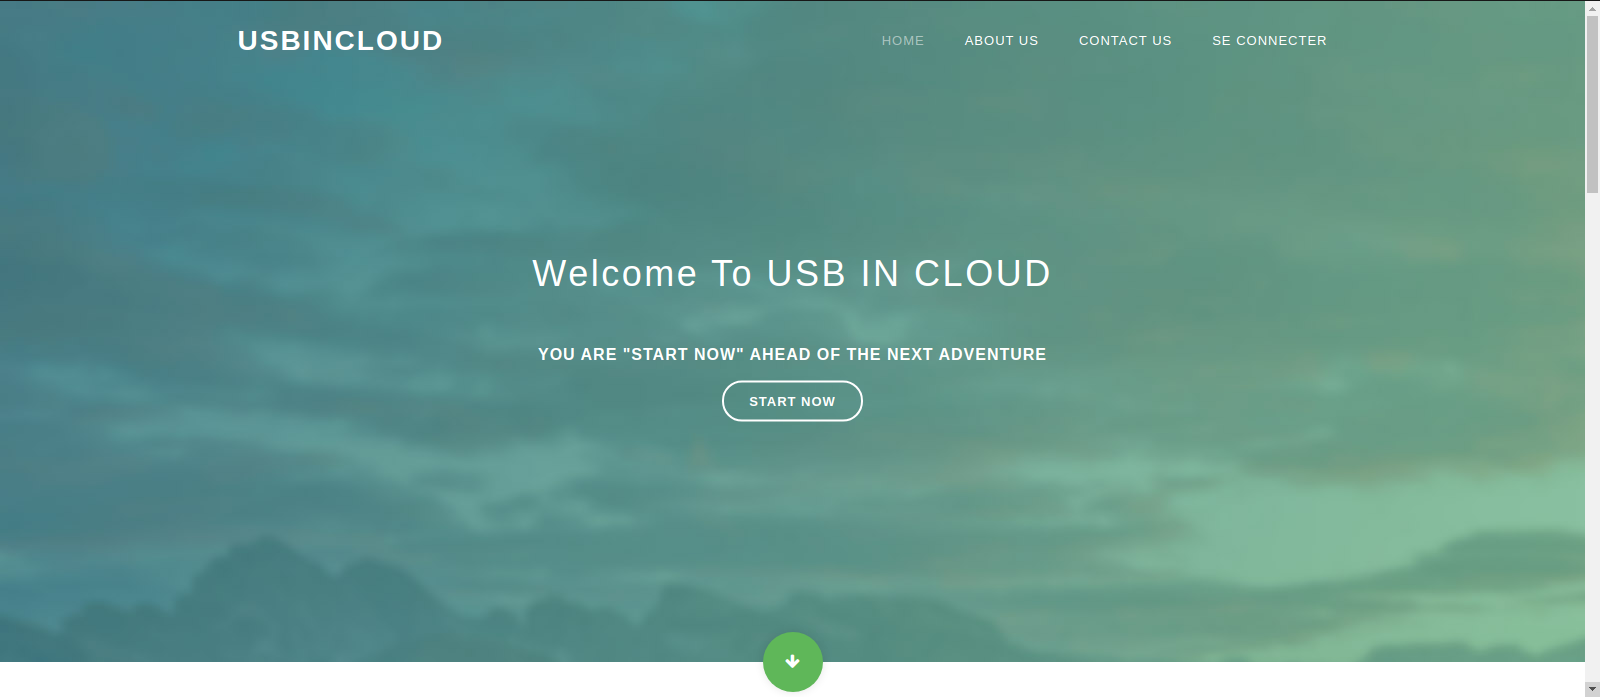 USBINCLOUD
HOME ABOUT US CONTACT US SE CONNECTER
Welcome To USB IN CLOUD
YOU ARE "START NOW" AHEAD OF THE NEXT ADVENTURE
START NOW